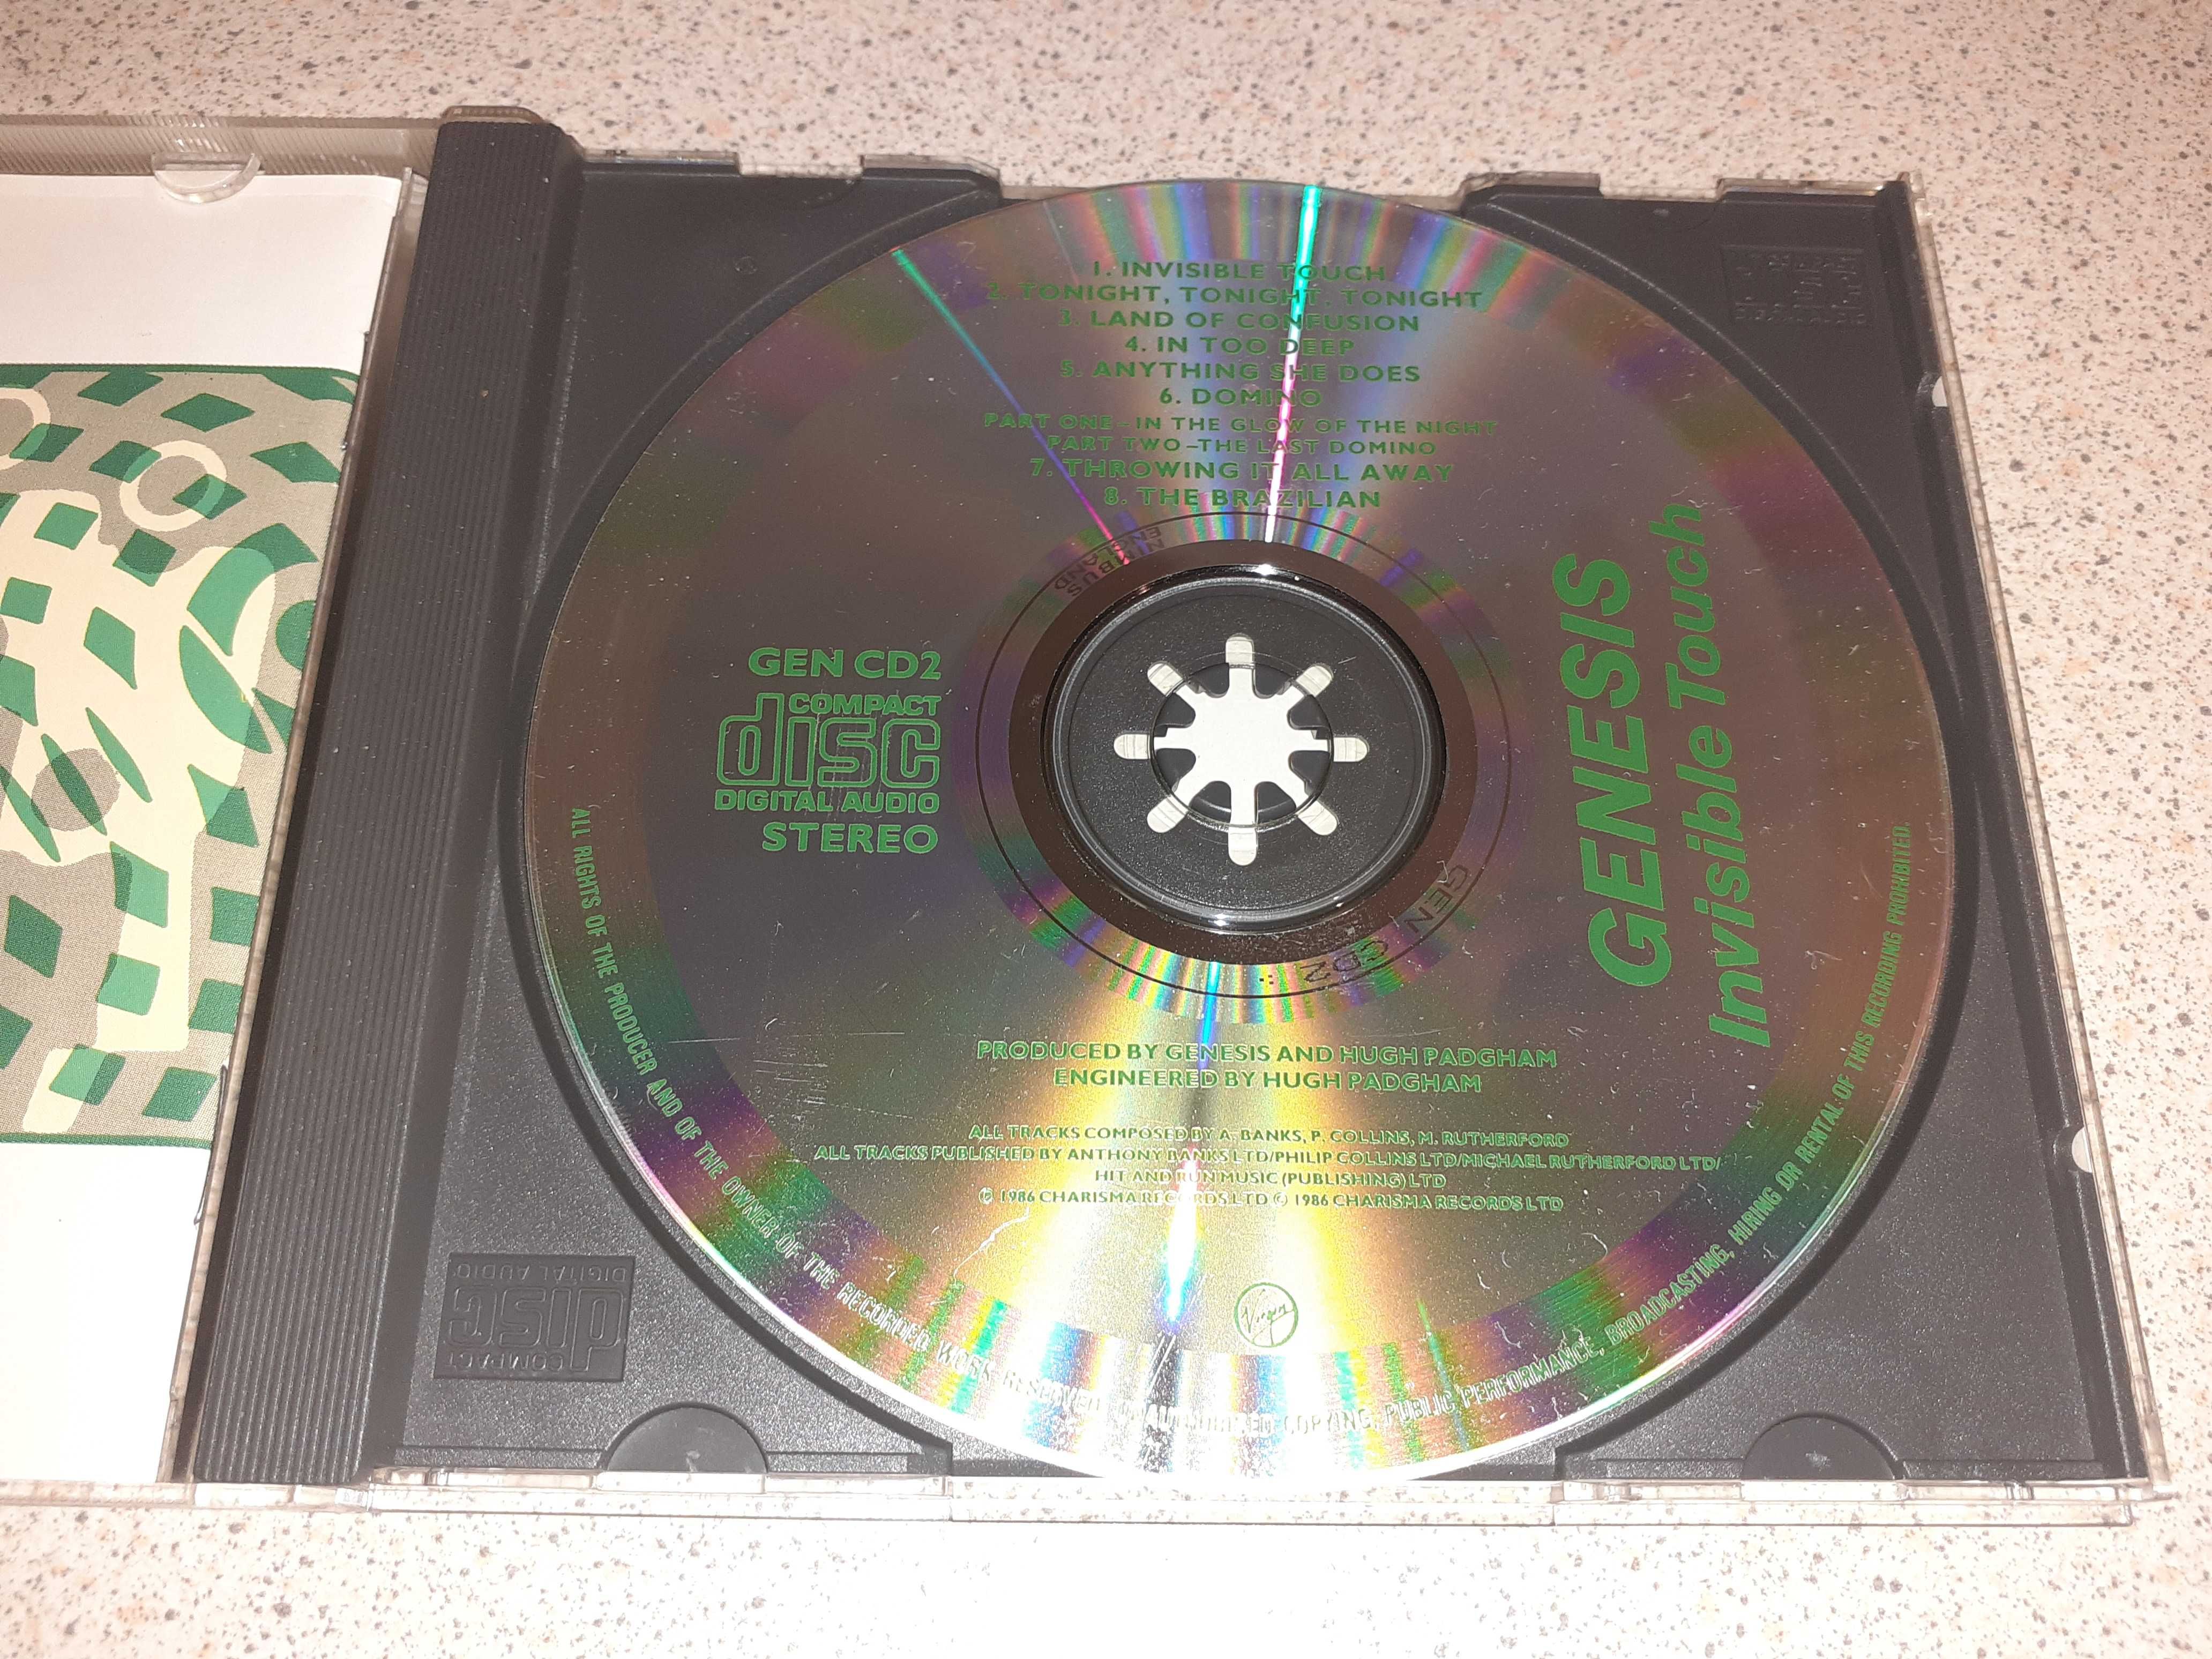 1. INVISIBLE TOUCH
2. TONIGHT, TONIGHT, TONIGHT
3. LAND OF CONFUSION
4. IN TOO DEEP
5. ANYTHING SHE DOES
6. DOMINO
PART ONE - IN THE GLOW OF THE NIGHT
PART TWO - THE LAST DOMINO
7. THROWING IT ALL AWAY
8. THE BRAZILIAN
NIMBUS
ENGLAND
GEN CD2
COMPACT
disc
DIGITAL AUDIO
STEREO
GENESIS
Invisible Touch
GEN CD2 ::
PRODUCED BY GENESIS AND HUGH PADGHAM
ENGINEERED BY HUGH PADGHAM
ALL TRACKS COMPOSED BY A. BANKS, P. COLLINS, M. RUTHERFORD
ALL TRACKS PUBLISHED BY ANTHONY BANKS LTD/PHILIP COLLINS LTD/MICHAEL RUTHERFORD LTD/
HIT AND RUN MUSIC (PUBLISHING) LTD
℗ 1986 CHARISMA RECORDS LTD © 1986 CHARISMA RECORDS LTD
Virgin
ALL RIGHTS OF THE PRODUCER AND OF THE OWNER OF THE RECORDED WORK RESERVED. UNAUTHORISED COPYING, PUBLIC PERFORMANCE, BROADCASTING, HIRING OR RENTAL OF THIS RECORDING PROHIBITED.
COMPACT
disc
DIGITAL AUDIO